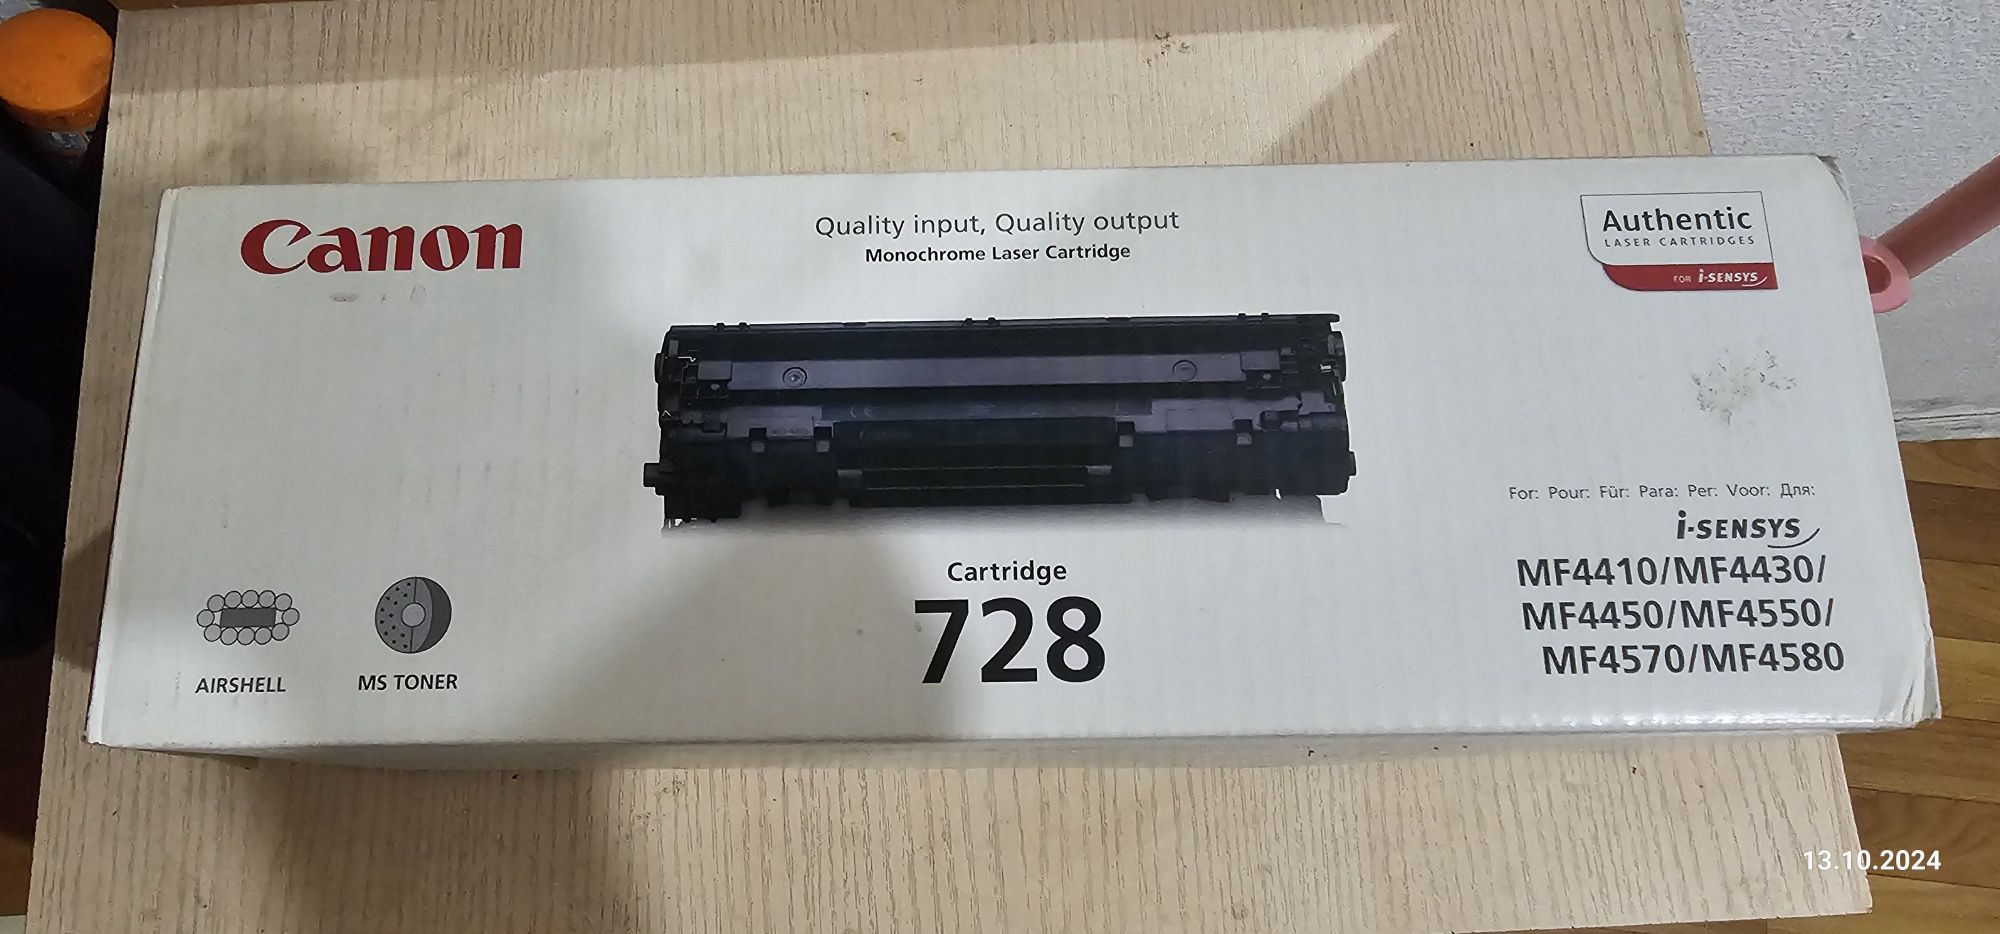 Canon
Quality input, Quality output
Monochrome Laser Cartridge
Authentic
LASER CARTRIDGES
FOR i-SENSYS
For: Pour: Für: Para: Per: Voor: Для:
i-SENSYS
MF4410/MF4430/
MF4450/MF4550/
MF4570/MF4580
Cartridge
728
AIRSHELL
MS TONER
13.10.2024